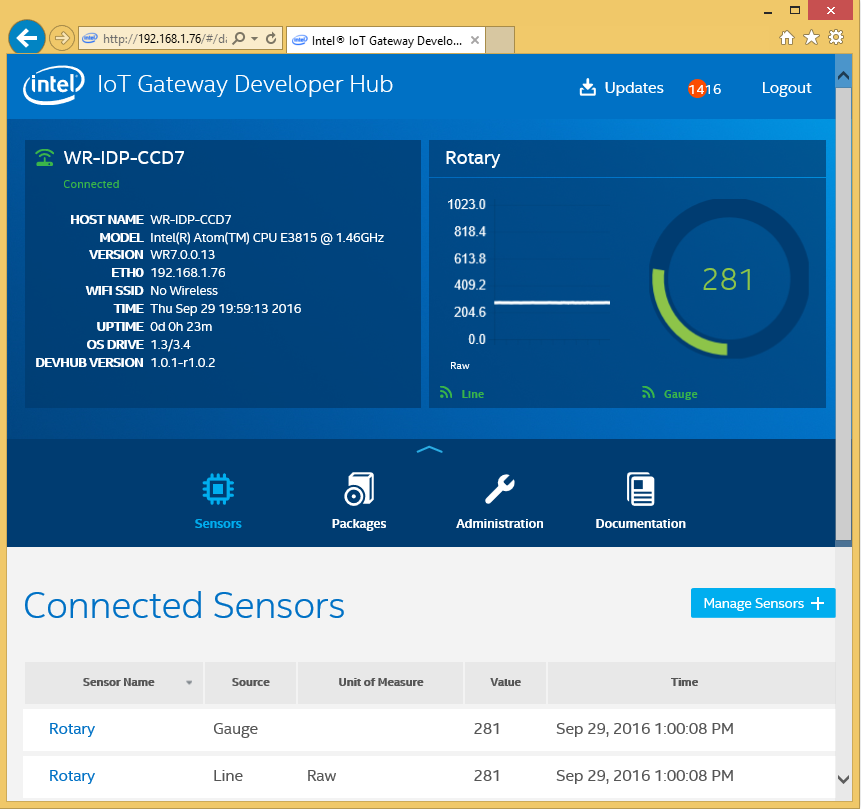 http://192.168.1.76/#/da
Intel® IoT Gateway Develo...
intel IoT Gateway Developer Hub
Updates 1416 Logout
WR-IDP-CCD7
Connected
HOST NAME WR-IDP-CCD7
MODEL Intel(R) Atom(TM) CPU E3815 @ 1.46GHz
VERSION WR7.0.0.13
ETH0 192.168.1.76
WIFI SSID No Wireless
TIME Thu Sep 29 19:59:13 2016
UPTIME 0d 0h 23m
OS DRIVE 1.3/3.4
DEVHUB VERSION 1.0.1-r1.0.2
Rotary
1023.0
818.4
613.8
409.2
204.6
0.0
Raw
Line
281
Gauge
Sensors Packages Administration Documentation
Connected Sensors
Manage Sensors +
Sensor Name Source Unit of Measure Value Time
Rotary Gauge 281 Sep 29, 2016 1:00:08 PM
Rotary Line Raw 281 Sep 29, 2016 1:00:08 PM